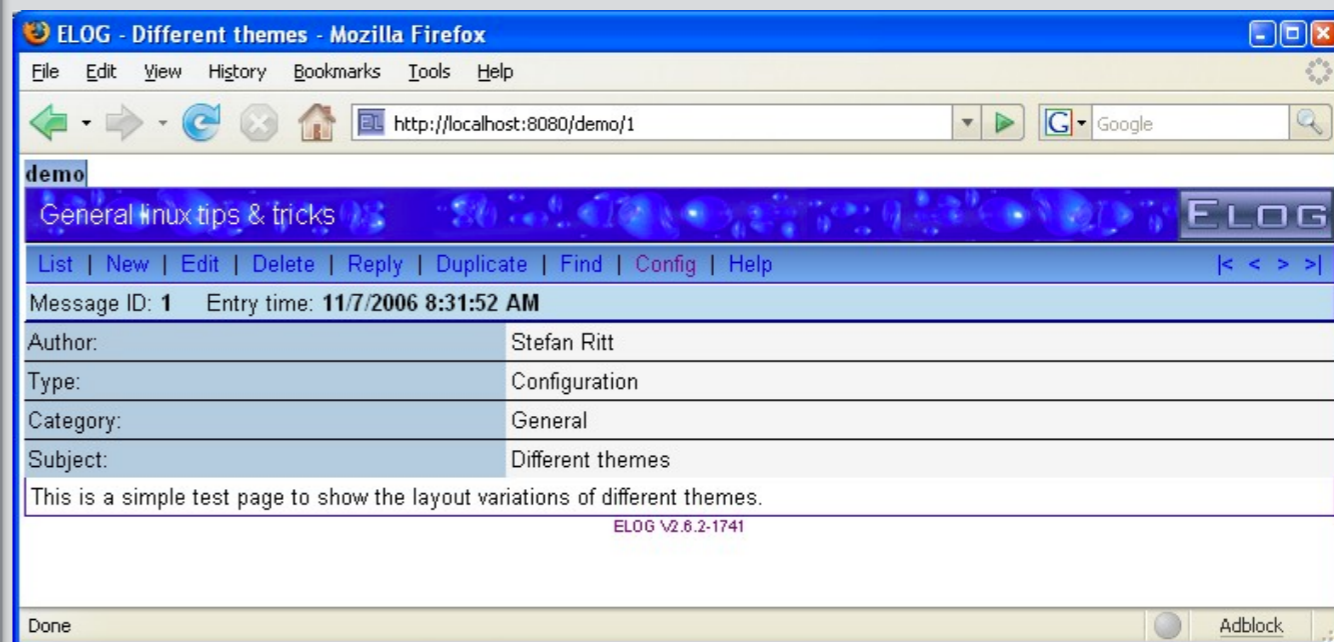 ELOG - Different themes - Mozilla Firefox
File Edit View History Bookmarks Tools Help
EL http://localhost:8080/demo/1 G Google
demo
General linux tips & tricks ELOG
List | New | Edit | Delete | Reply | Duplicate | Find | Config | Help |< < > >|
Message ID: 1 Entry time: 11/7/2006 8:31:52 AM
Author: Stefan Ritt
Type: Configuration
Category: General
Subject: Different themes
This is a simple test page to show the layout variations of different themes.
ELOG V2.6.2-1741
Done Adblock